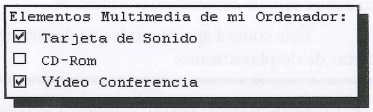 Elementos Multimedia de mi Ordenador:
Tarjeta de Sonido
CD-Rom
Vídeo Conferencia